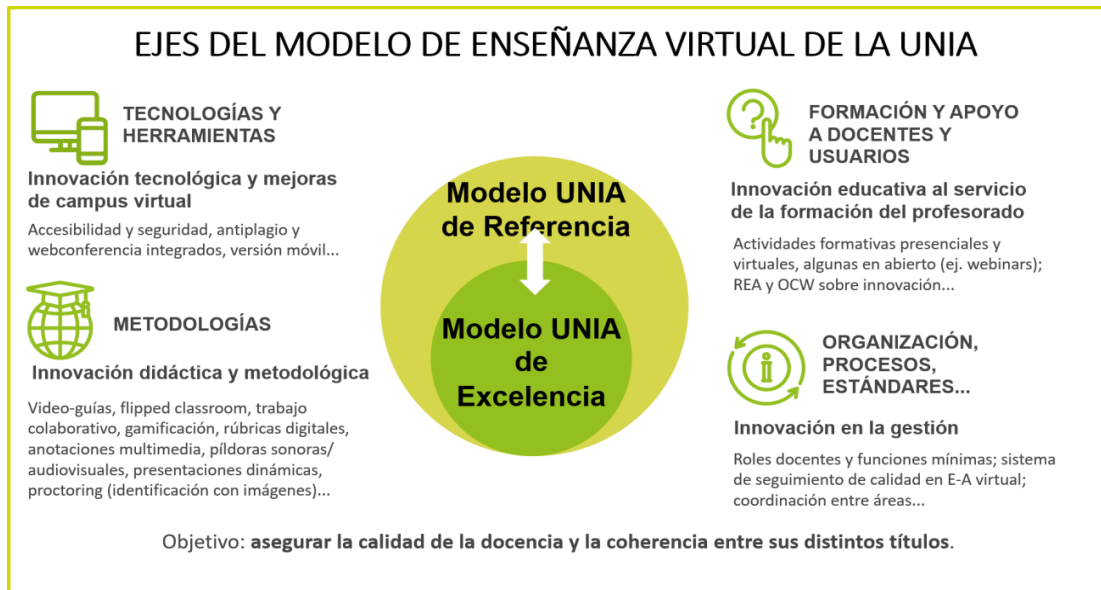 EJES DEL MODELO DE ENSEÑANZA VIRTUAL DE LA UNIA
TECNOLOGÍAS Y
HERRAMIENTAS
Innovación tecnológica y mejoras
de campus virtual
Accesibilidad y seguridad, antiplagio y
webconferencia integrados, versión móvil...
METODOLOGÍAS
Innovación didáctica y metodológica
Video-guías, flipped classroom, trabajo
colaborativo, gamificación, rúbricas digitales,
anotaciones multimedia, píldoras sonoras/
audiovisuales, presentaciones dinámicas,
proctoring (identificación con imágenes)...
Modelo UNIA
de Referencia
Modelo UNIA
de
Excelencia
FORMACIÓN Y APOYO
A DOCENTES Y
USUARIOS
Innovación educativa al servicio
de la formación del profesorado
Actividades formativas presenciales y
virtuales, algunas en abierto (ej. webinars);
REA y OCW sobre innovación...
ORGANIZACIÓN,
PROCESOS,
ESTÁNDARES...
Innovación en la gestión
Roles docentes y funciones mínimas; sistema
de seguimiento de calidad en E-A virtual;
coordinación entre áreas...
Objetivo: asegurar la calidad de la docencia y la coherencia entre sus distintos títulos.